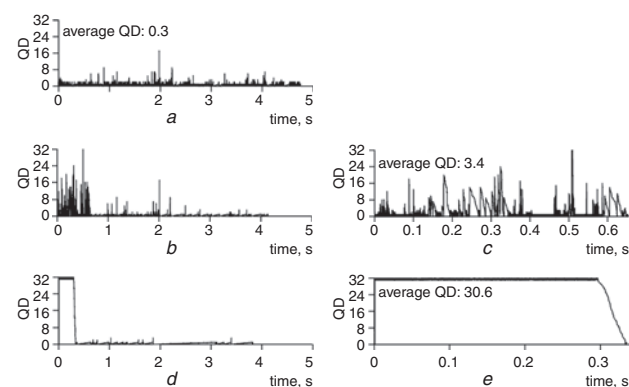 32
24
16
8
0
QD
average QD: 0.3
0 1 2 3 4 5
a
time, s
32
24
16
8
0
QD
0 1 2 3 4 5
b
time, s
32
24
16
8
0
QD
average QD: 3.4
0 0.1 0.2 0.3 0.4 0.5 0.6
c
time, s
32
24
16
8
0
QD
0 1 2 3 4 5
d
time, s
32
24
16
8
0
QD
average QD: 30.6
0 0.1 0.2 0.3
e
time, s